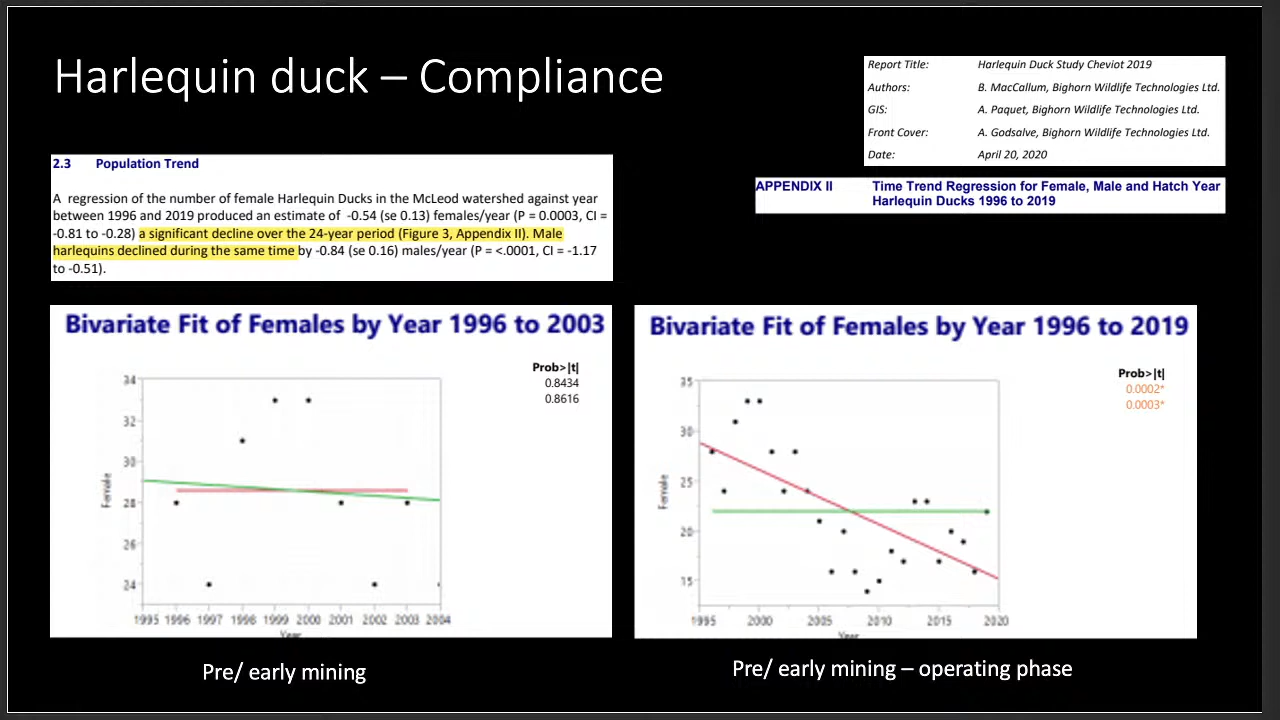 Harlequin duck – Compliance
Report Title: Harlequin Duck Study Cheviot 2019
Authors: B. MacCallum, Bighorn Wildlife Technologies Ltd.
GIS: A. Paquet, Bighorn Wildlife Technologies Ltd.
Front Cover: A. Godsalve, Bighorn Wildlife Technologies Ltd.
Date: April 20, 2020
APPENDIX II Time Trend Regression for Female, Male and Hatch Year
Harlequin Ducks 1996 to 2019
2.3 Population Trend
A regression of the number of female Harlequin Ducks in the McLeod watershed against year
between 1996 and 2019 produced an estimate of -0.54 (se 0.13) females/year (P = 0.0003, CI =
-0.81 to -0.28) a significant decline over the 24-year period (Figure 3, Appendix II). Male
harlequins declined during the same time by -0.84 (se 0.16) males/year (P = <.0001, CI = -1.17
to -0.51).
Bivariate Fit of Females by Year 1996 to 2003
Prob>|t|
0.8434
0.8616
34
32
30
28
26
24
Female
1995 1996 1997 1998 1999 2000 2001 2002 2003 2004
Year
Pre/ early mining
Bivariate Fit of Females by Year 1996 to 2019
Prob>|t|
0.0002*
0.0003*
35
30
25
20
15
Female
1995 2000 2005 2010 2015 2020
Year
Pre/ early mining – operating phase